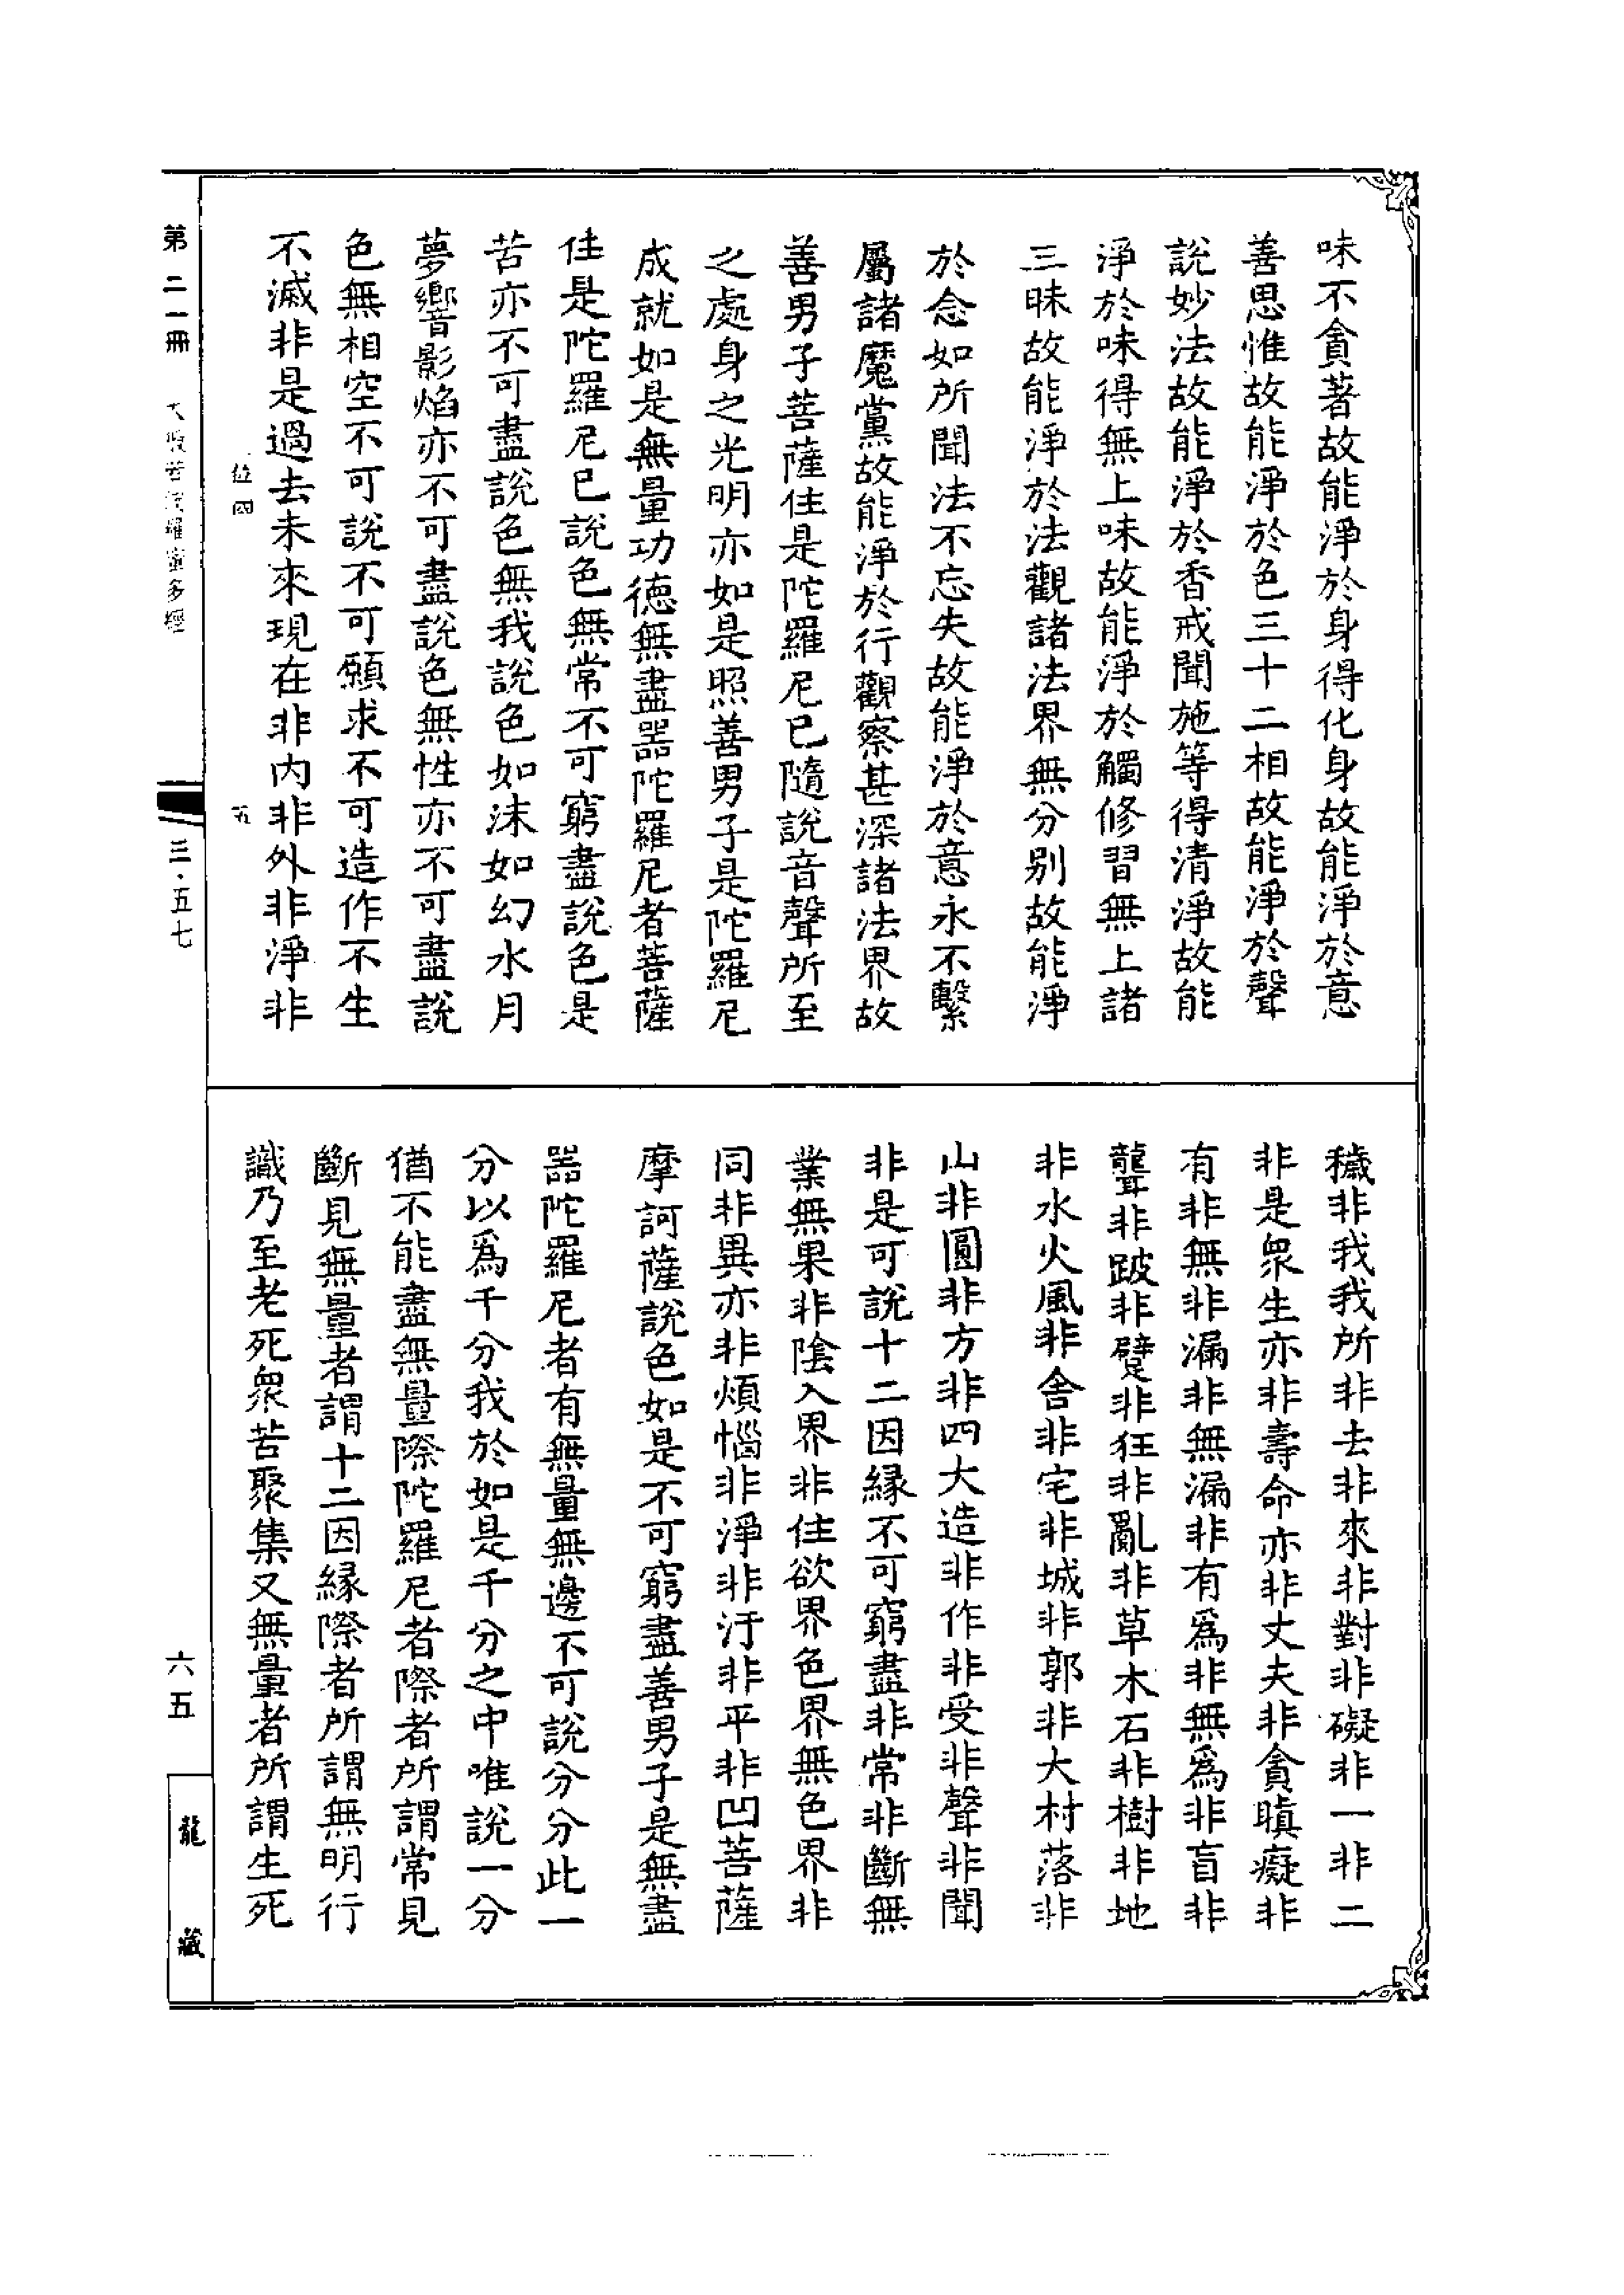 味不貪著故能淨於身得化身故能淨於意
善思惟故能淨於色三十二相故能淨於聲
說妙法故能淨於香戒聞施等得清淨故能
淨於味得無上味故能淨於觸修習無上諸
三昧故能淨於法觀諸法界無分別故能淨
於念如所聞法不忘失故能淨於意永不繫
屬諸魔黨故能淨於行觀察甚深諸法界故
善男子菩薩住是陀羅尼已隨說音聲所至
之處身之光明亦如是照善男子是陀羅尼
成就如是無量功德無盡器陀羅尼者菩薩
住是陀羅尼已說色無常不可窮盡說色是
苦亦不可盡說色無我說色如沫如幻水月
夢響影焰亦不可盡說色無性亦不可盡說
色無相空不可說不可願求不可造作不生
不滅非是過去未來現在非內非外非淨非
穢非我我所非去非來非對非礙非一非二
非是眾生亦非壽命亦非丈夫非貪瞋癡非
有非無非漏非無漏非有爲非無爲非盲非
聾非跛非躄非狂非亂非草木石非樹非地
非水火風非舍非宅非城非郭非大村落非
山非圓非方非四大造非作非受非聲非聞
非是可說十二因緣不可窮盡非常非斷無
業無果非陰入界非住欲界色界無色界非
同非異亦非煩惱非淨非汙非平非凹菩薩
摩訶薩說色如是不可窮盡善男子是無盡
器陀羅尼者有無量無邊不可說分分此一
分以爲千分我於如是千分之中唯說一分
猶不能盡無量際陀羅尼者際者所謂常見
斷見無量者謂十二因緣際者所謂無明行
識乃至老死眾苦聚集又無量者所謂生死
位四
五
第二一冊
大般若波羅蜜多經
三·五七
六五
龍藏